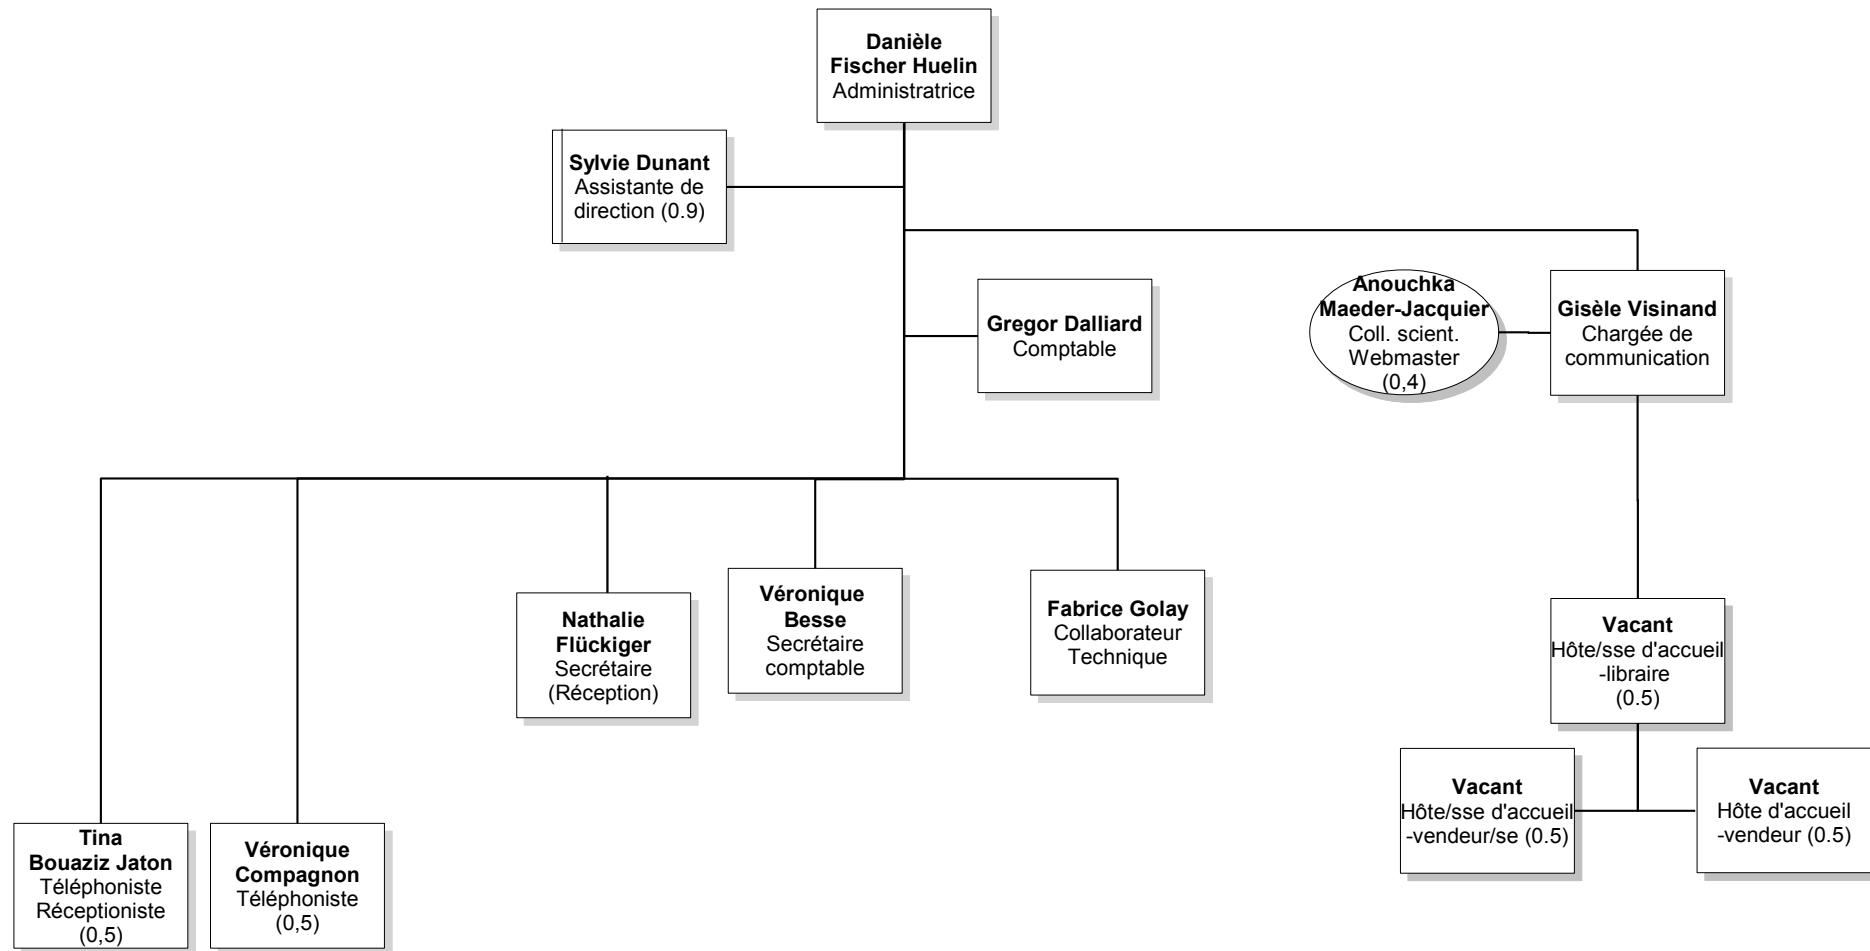 Danièle
Fischer Huelin
Administratrice
Sylvie Dunant
Assistante de
direction (0.9)
Gregor Dalliard
Comptable
Anouchka
Maeder-Jacquier
Coll. scient.
Webmaster
(0,4)
Gisèle Visinand
Chargée de
communication
Nathalie
Flückiger
Secrétaire
(Réception)
Véronique
Besse
Secrétaire
comptable
Fabrice Golay
Collaborateur
Technique
Vacant
Hôte/sse d'accueil
-libraire
(0.5)
Vacant
Hôte/sse d'accueil
-vendeur/se (0.5)
Vacant
Hôte d'accueil
-vendeur (0.5)
Tina
Bouaziz Jaton
Téléphoniste
Réceptioniste
(0,5)
Véronique
Compagnon
Téléphoniste
(0,5)